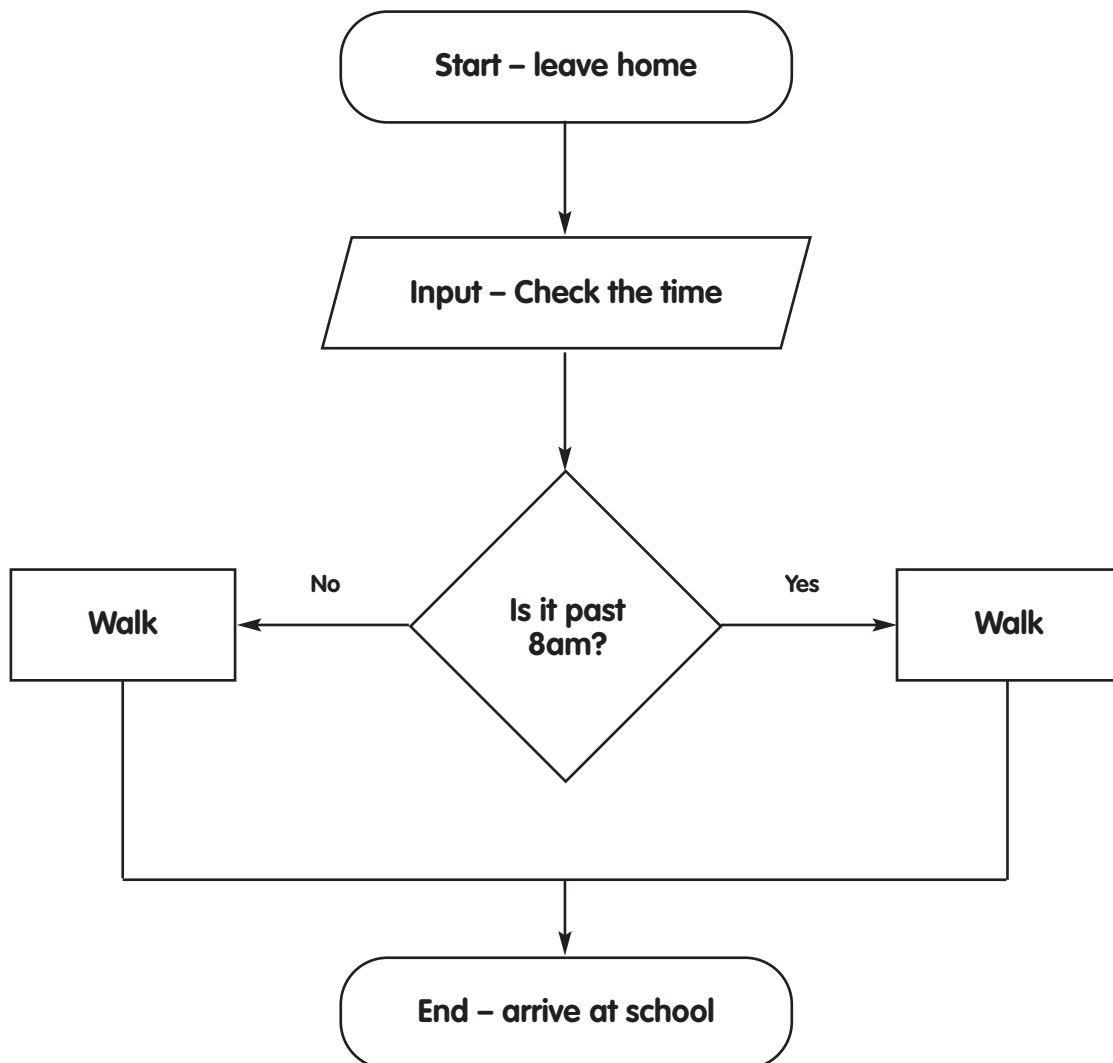 Start – leave home
Input – Check the time
No
Yes
Walk
Is it past
8am?
Walk
End – arrive at school